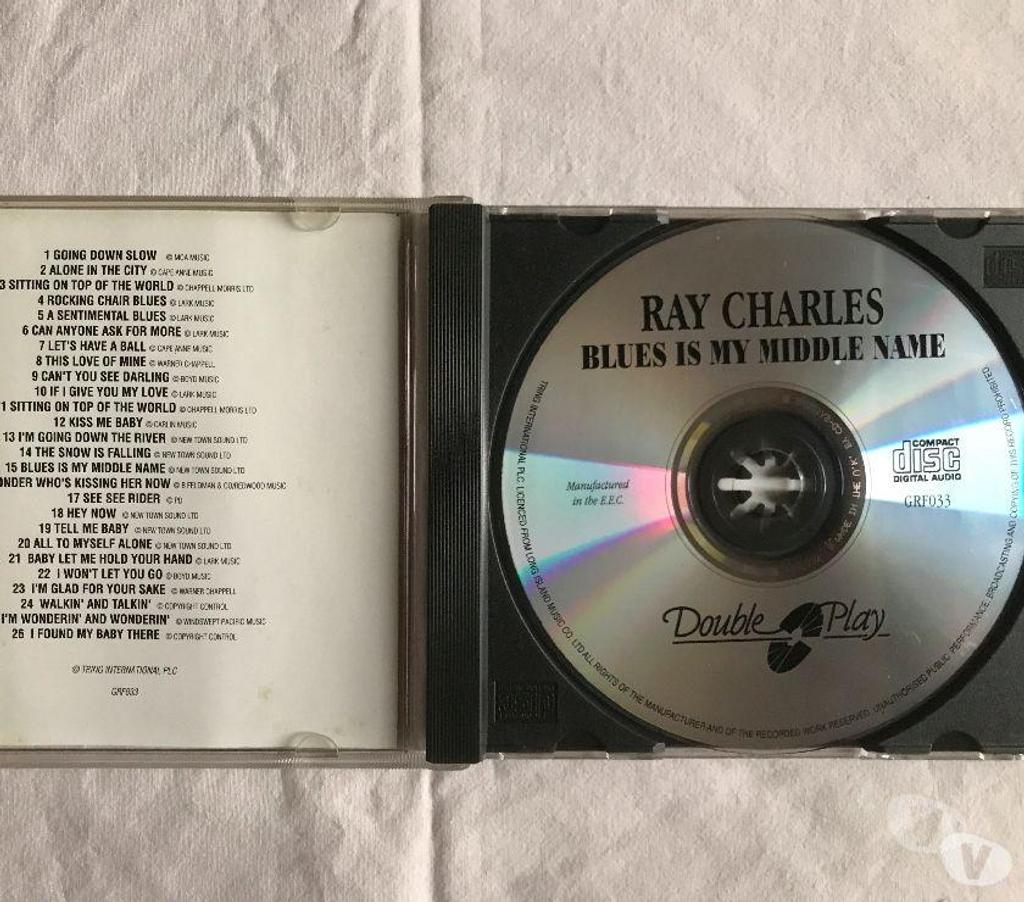 1 GOING DOWN SLOW © MCA MUSIC
2 ALONE IN THE CITY © CAPE ANNE MUSIC
3 SITTING ON TOP OF THE WORLD © CHAPPELL MORRIS LTD
4 ROCKING CHAIR BLUES © LARK MUSIC
5 A SENTIMENTAL BLUES © LARK MUSIC
6 CAN ANYONE ASK FOR MORE © LARK MUSIC
7 LET'S HAVE A BALL © CAPE ANNE MUSIC
8 THIS LOVE OF MINE © WARNER CHAPPELL
9 CAN'T YOU SEE DARLING © BOYD MUSIC
10 IF I GIVE YOU MY LOVE © LARK MUSIC
1 SITTING ON TOP OF THE WORLD © CHAPPELL MORRIS LTD
12 KISS ME BABY © CARLIN MUSIC
13 I'M GOING DOWN THE RIVER © NEW TOWN SOUND LTD
14 THE SNOW IS FALLING © NEW TOWN SOUND LTD
15 BLUES IS MY MIDDLE NAME © NEW TOWN SOUND LTD
ONDER WHO'S KISSING HER NOW © B FELDMAN & CO/REDWOOD MUSIC
17 SEE SEE RIDER © PD
18 HEY NOW © NEW TOWN SOUND LTD
19 TELL ME BABY © NEW TOWN SOUND LTD
20 ALL TO MYSELF ALONE © NEW TOWN SOUND LTD
21 BABY LET ME HOLD YOUR HAND © LARK MUSIC
22 I WON'T LET YOU GO © BOYD MUSIC
23 I'M GLAD FOR YOUR SAKE © WARNER CHAPPELL
24 WALKIN' AND TALKIN' © COPYRIGHT CONTROL
I'M WONDERIN' AND WONDERIN' © WINDSWEPT PACIFIC MUSIC
26 I FOUND MY BABY THERE © COPYRIGHT CONTROL
© TRING INTERNATIONAL PLC
GRF033
RAY CHARLES
BLUES IS MY MIDDLE NAME
Manufactured
in the E.E.C.
COMPACT
disc
DIGITAL AUDIO
GRF033
Double Play
TRING INTERNATIONAL PLC. LICENCED FROM LONG ISLAND MUSIC CO. LTD ALL RIGHTS OF THE MANUFACTURER AND OF THE RECORDED WORK RESERVED. UNAUTHORISED PUBLIC PERFORMANCE, BROADCASTING AND COPYING OF THIS RECORD PROHIBITED
MADE IN THE U.K. BY
V